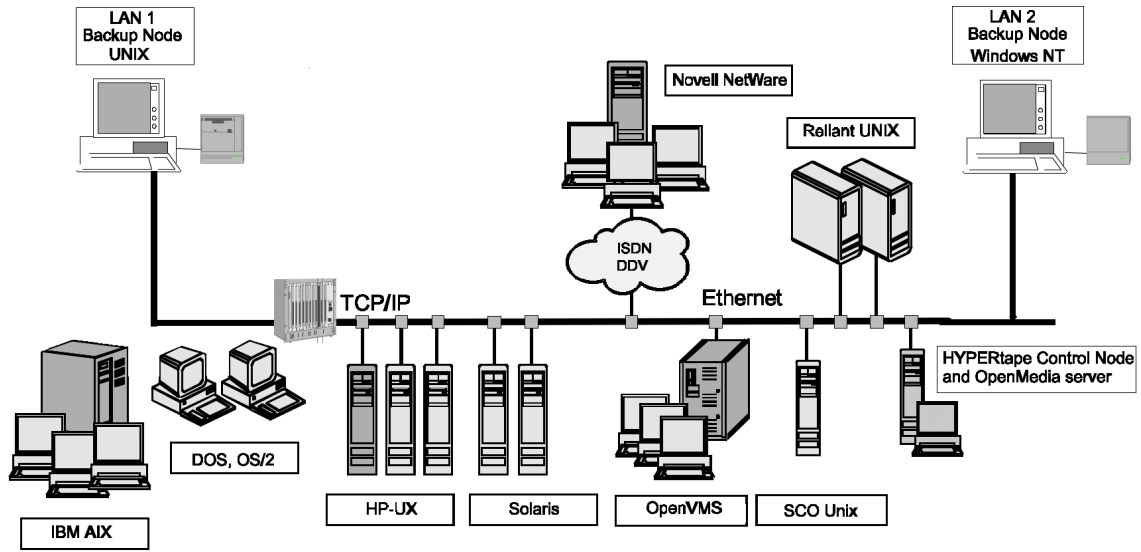 LAN 1
Backup Node
UNIX
LAN 2
Backup Node
Windows NT
Novell NetWare
Reliant UNIX
ISDN
DDV
TCP/IP
Ethernet
HYPERtape Control Node
and OpenMedia server
DOS, OS/2
HP-UX
Solaris
OpenVMS
SCO Unix
IBM AIX